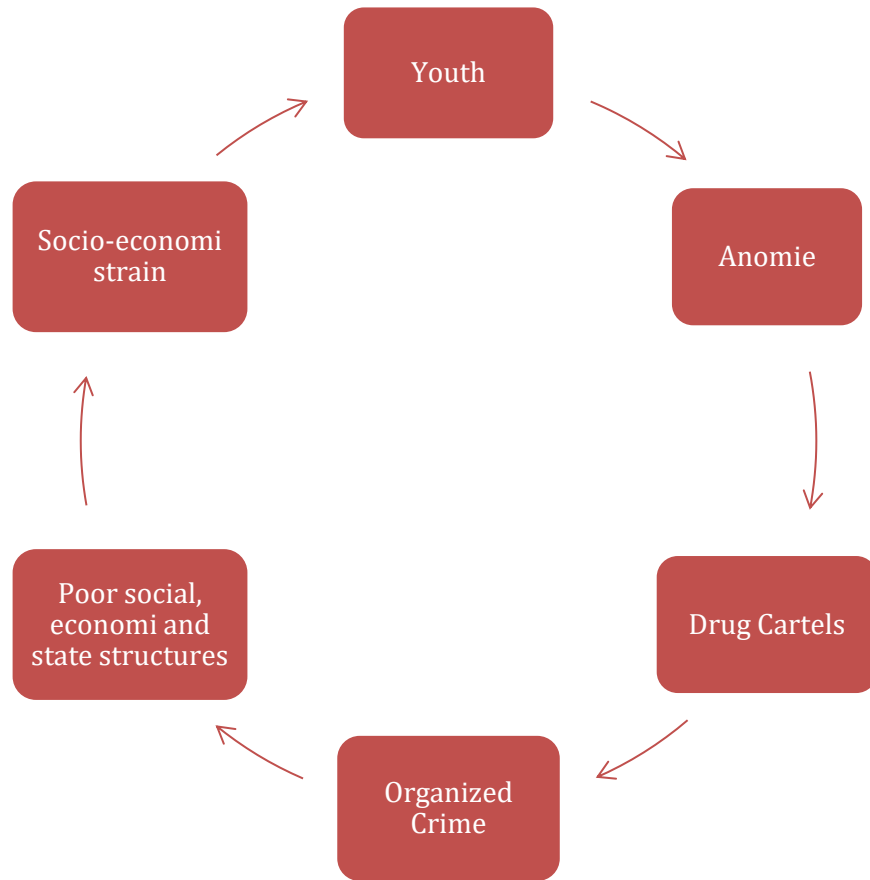 Youth
Anomie
Drug Cartels
Organized
Crime
Poor social,
economi and
state structures
Socio-economi
strain